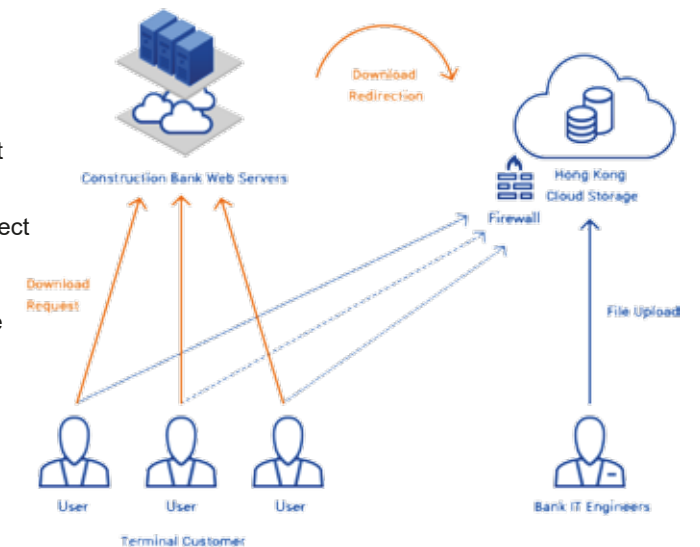 Download
Redirection
t
Construction Bank Web Servers
Hong Kong
Cloud Storage
Firewall
ect
Download
Request
e
File Upload
User
User
User
Bank IT Engineers
Terminal Customer